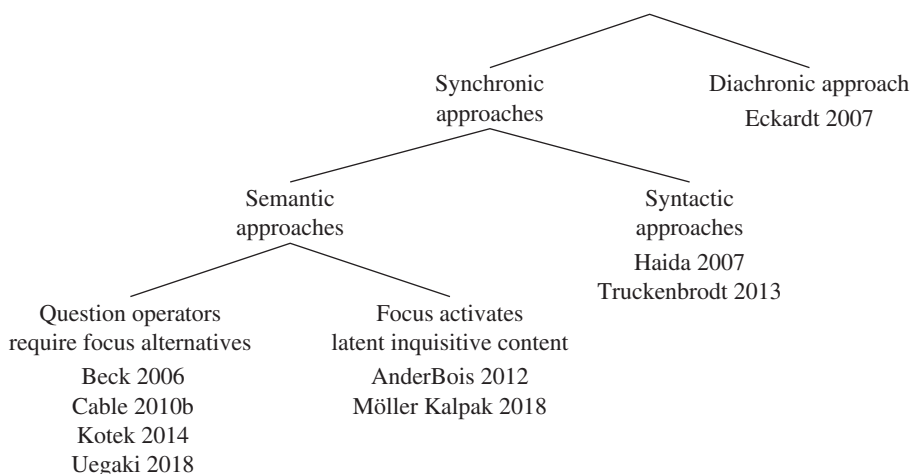 Synchronic
approaches
Diachronic approach
Eckardt 2007
Semantic
approaches
Syntactic
approaches
Haida 2007
Truckenbrodt 2013
Question operators
require focus alternatives
Beck 2006
Cable 2010b
Kotek 2014
Uegaki 2018
Focus activates
latent inquisitive content
AnderBois 2012
Möller Kalpak 2018